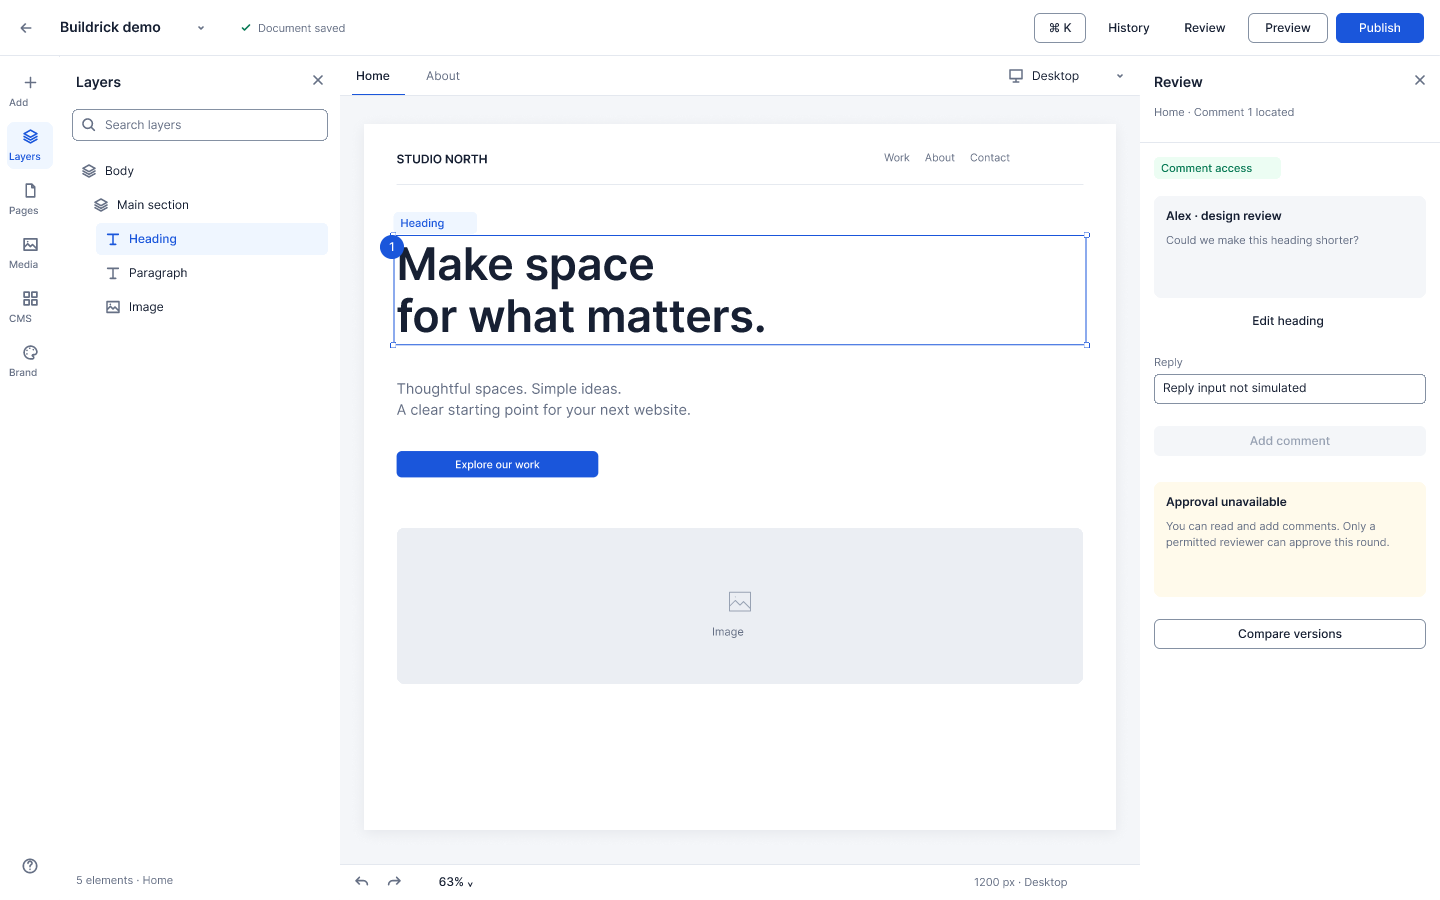 Buildrick demo
Document saved
⌘ K
History
Review
Preview
Publish
Add
Layers
Pages
Media
CMS
Brand
Layers
Search layers
Body
Main section
Heading
Paragraph
Image
5 elements · Home
Home
About
Desktop
STUDIO NORTH
Work
About
Contact
Heading
1
Make space
for what matters.
Thoughtful spaces. Simple ideas.
A clear starting point for your next website.
Explore our work
Image
63%
1200 px · Desktop
Review
Home · Comment 1 located
Comment access
Alex · design review
Could we make this heading shorter?
Edit heading
Reply
Reply input not simulated
Add comment
Approval unavailable
You can read and add comments. Only a
permitted reviewer can approve this round.
Compare versions